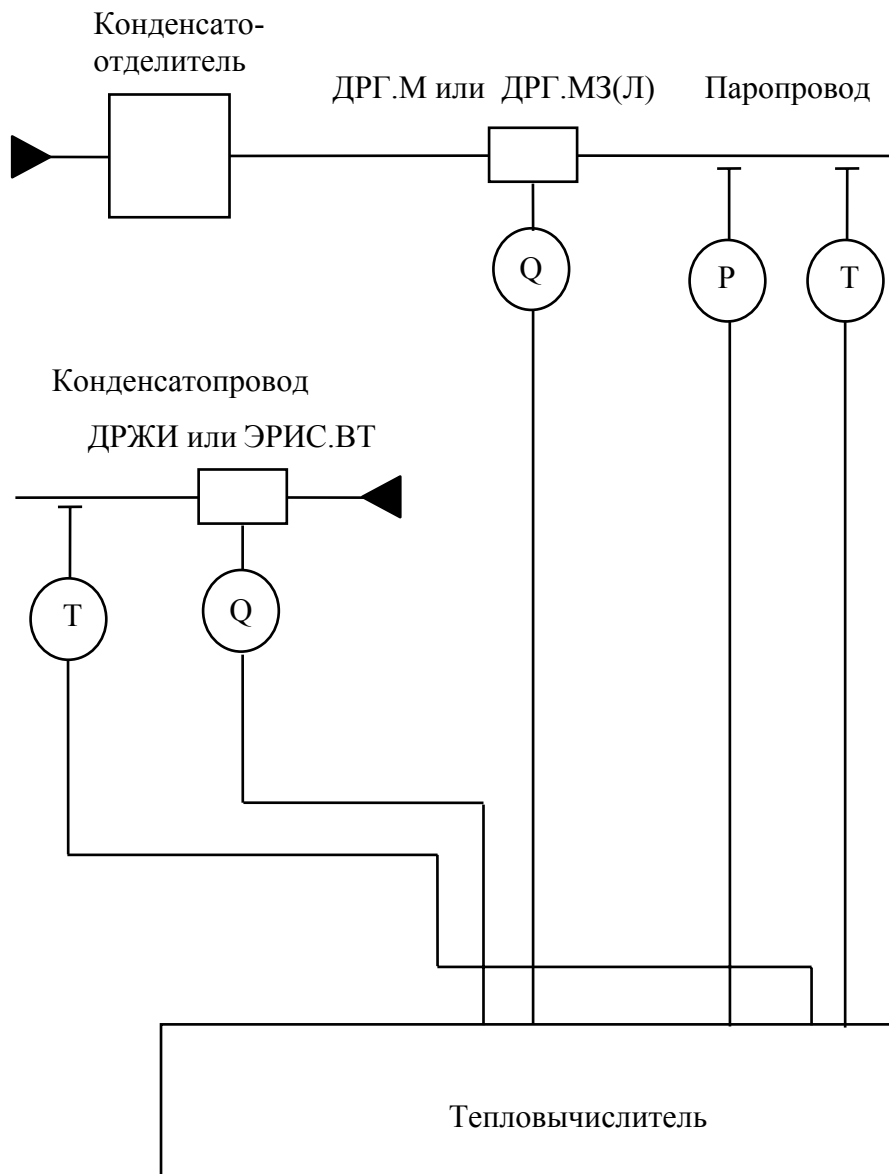 Конденсато-
отделитель
ДРГ.М или ДРГ.МЗ(Л) Паропровод
Q
P
T
Конденсатопровод
ДРЖИ или ЭРИС.ВТ
T
Q
Тепловычислитель